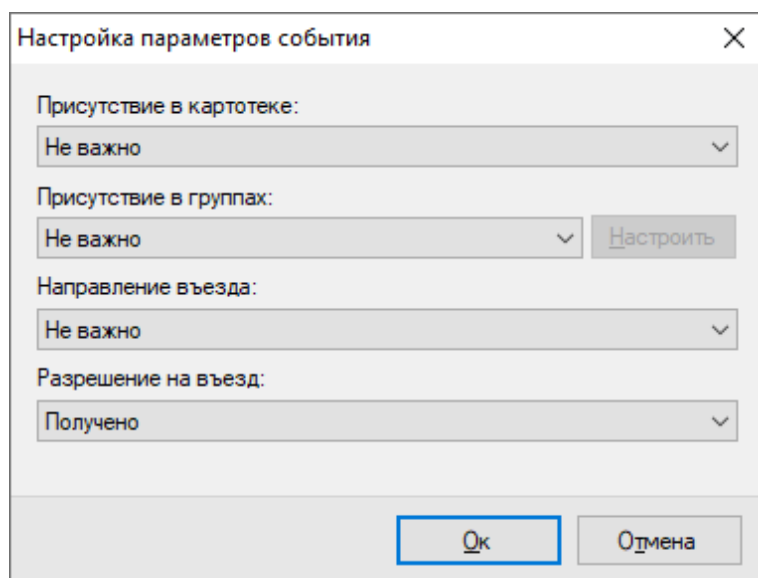 Настройка параметров события
Присутствие в картотеке:
Не важно
Присутствие в группах:
Не важно Настроить
Направление въезда:
Не важно
Разрешение на въезд:
Получено
Ок Отмена